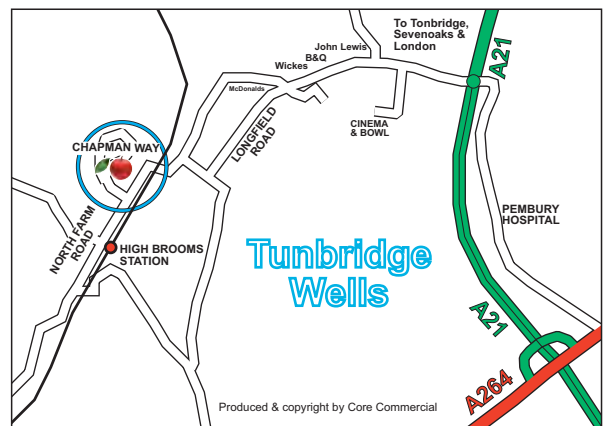 To Tonbridge,
Sevenoaks &
London
A21
John Lewis
B&Q
Wickes
McDonalds
LONGFIELD
ROAD
CINEMA
& BOWL
CHAPMAN WAY
NORTH FARM
ROAD
HIGH BROOMS
STATION
PEMBURY
HOSPITAL
Tunbridge
Wells
A21
A264
Produced & copyright by Core Commercial